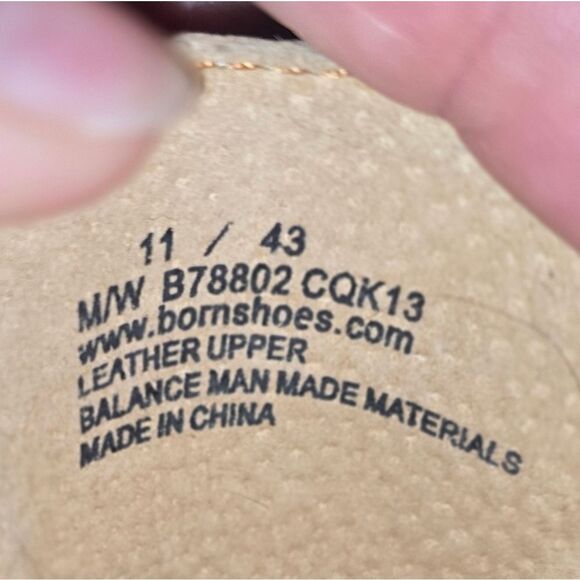 11 / 43
M/W B78802 CQK13
www.bornshoes.com
LEATHER UPPER
BALANCE MAN MADE MATERIALS
MADE IN CHINA